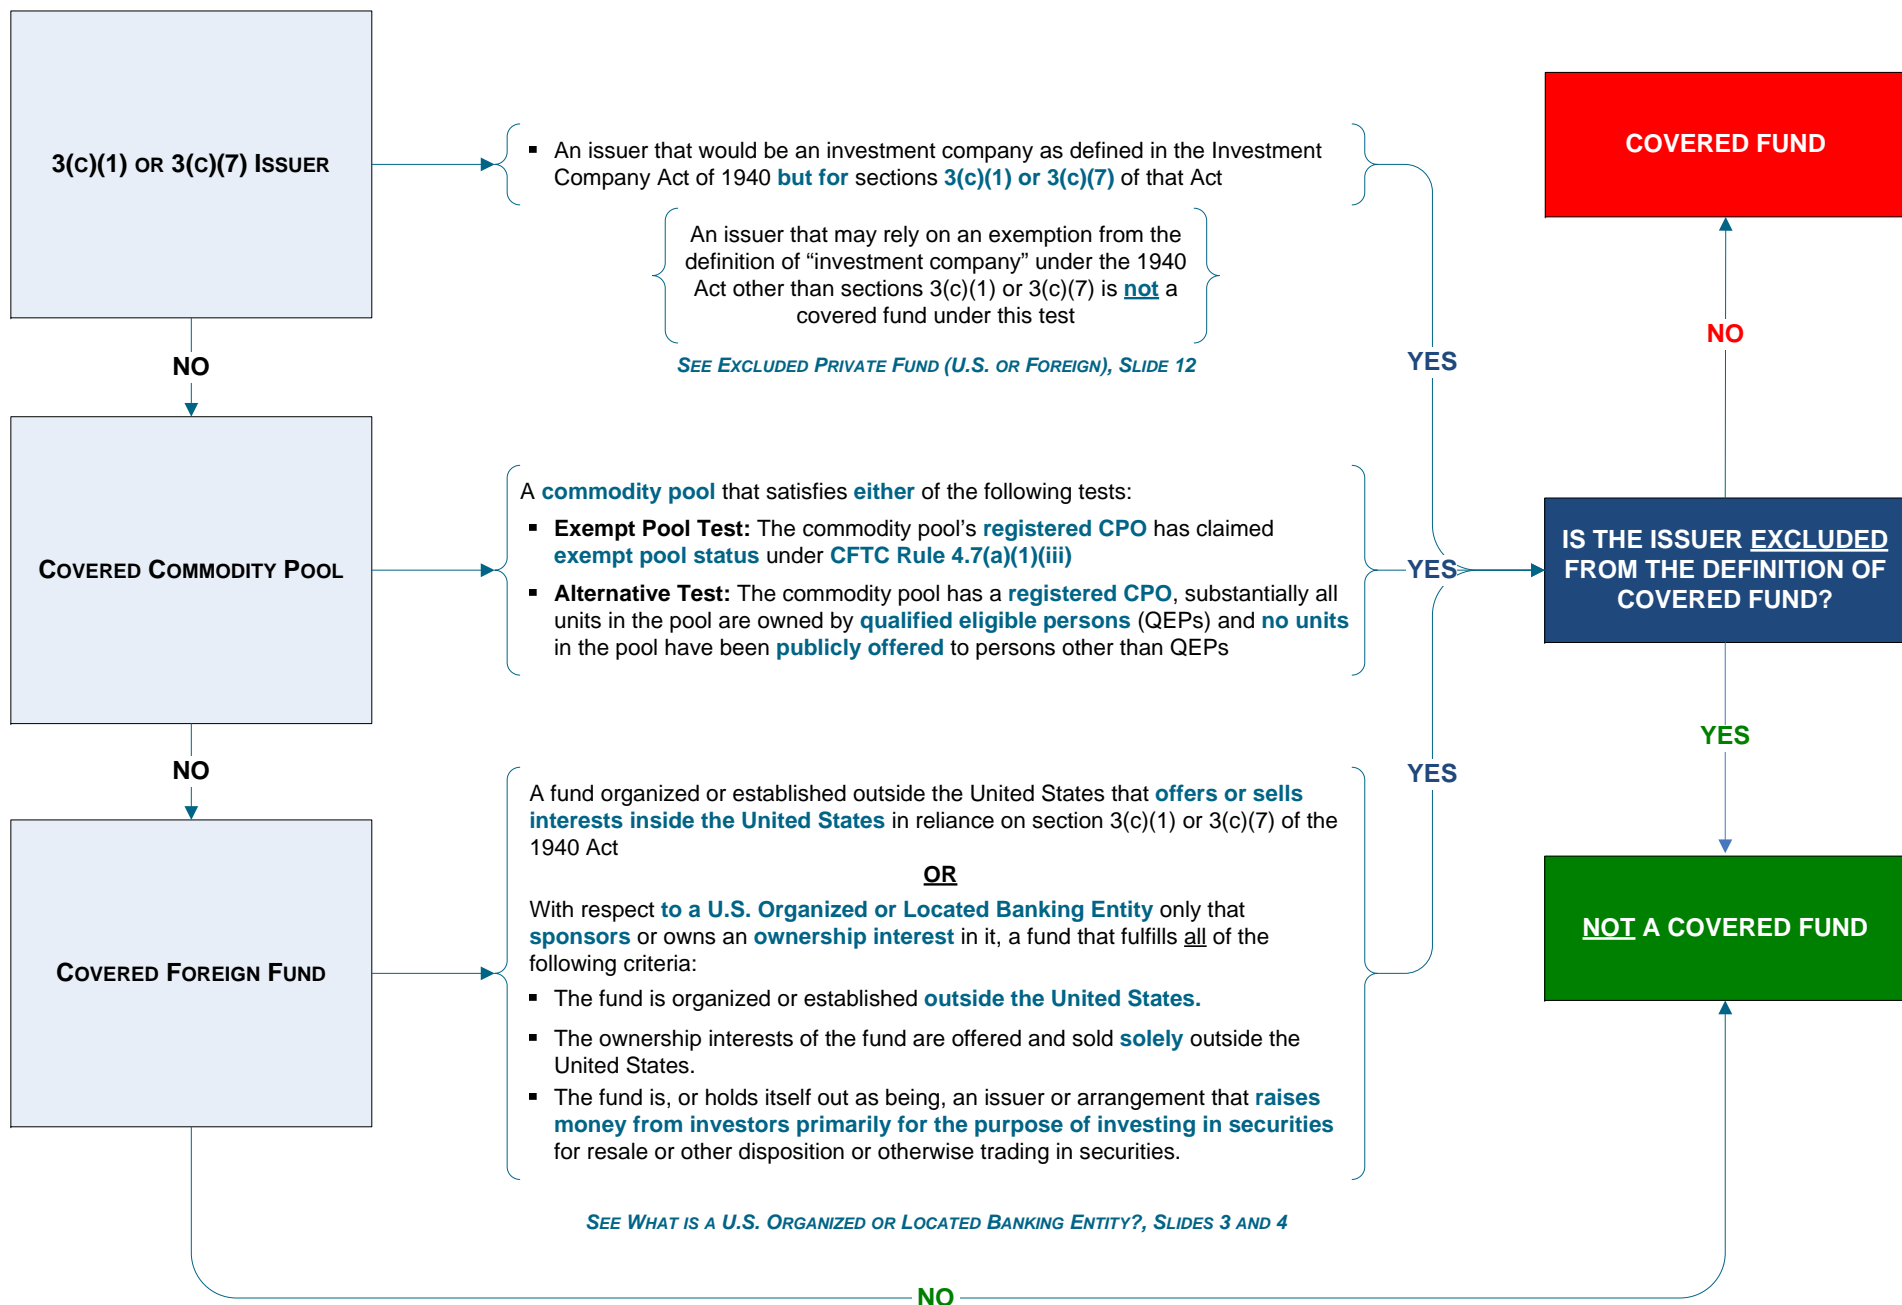 3(C)(1) OR 3(C)(7) ISSUER
▪ An issuer that would be an investment company as defined in the Investment
Company Act of 1940 but for sections 3(c)(1) or 3(c)(7) of that Act
An issuer that may rely on an exemption from the
definition of “investment company” under the 1940
Act other than sections 3(c)(1) or 3(c)(7) is not a
covered fund under this test
SEE EXCLUDED PRIVATE FUND (U.S. OR FOREIGN), SLIDE 12
YES
NO
COVERED COMMODITY POOL
A commodity pool that satisfies either of the following tests:
▪ Exempt Pool Test: The commodity pool’s registered CPO has claimed
exempt pool status under CFTC Rule 4.7(a)(1)(iii)
▪ Alternative Test: The commodity pool has a registered CPO, substantially all
units in the pool are owned by qualified eligible persons (QEPs) and no units
in the pool have been publicly offered to persons other than QEPs
YES
NO
COVERED FOREIGN FUND
A fund organized or established outside the United States that offers or sells
interests inside the United States in reliance on section 3(c)(1) or 3(c)(7) of the
1940 Act
OR
With respect to a U.S. Organized or Located Banking Entity only that
sponsors or owns an ownership interest in it, a fund that fulfills all of the
following criteria:
▪ The fund is organized or established outside the United States.
▪ The ownership interests of the fund are offered and sold solely outside the
United States.
▪ The fund is, or holds itself out as being, an issuer or arrangement that raises
money from investors primarily for the purpose of investing in securities
for resale or other disposition or otherwise trading in securities.
YES
SEE WHAT IS A U.S. ORGANIZED OR LOCATED BANKING ENTITY?, SLIDES 3 AND 4
NO
COVERED FUND
NO
IS THE ISSUER EXCLUDED
FROM THE DEFINITION OF
COVERED FUND?
YES
NOT A COVERED FUND